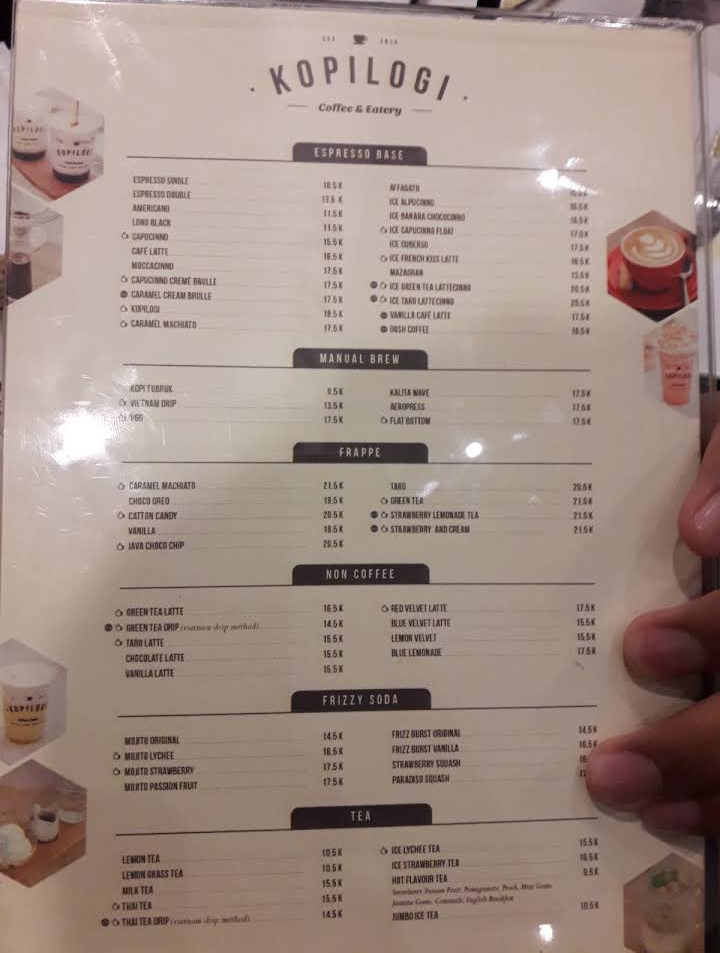 KOPILOGI
Coffee & Eatery
ESPRESSO BASE
ESPRESSO SINGLE 10.5 K
ESPRESSO DOUBLE 13.5 K
AMERICANO 11.5 K
LONG BLACK 11.5 K
CAPUCINNO 15.5 K
CAFÉ LATTE 16.5 K
MOCCACINNO 17.5 K
CAPUCINNO CREME BRULLE 17.5 K
CARAMEL CREAM BRULLE 17.5 K
KOPILOGI 18.5 K
CARAMEL MACHIATO 17.5 K
AFFAGATO
ICE ALPUCINNO 16.5 K
ICE BANANA CHOCOCINNO 16.5 K
ICE CAPUCINNO FLOAT 17.5 K
ICE COBERSO 17.5 K
ICE FRENCH KISS LATTE 16.5 K
MAZAGRAN 13.5 K
ICE GREEN TEA LATTECINNO 20.5 K
ICE TARO LATTECINNO 20.5 K
VANILLA CAFÉ LATTE 17.5 K
IRISH COFFEE 16.5 K
MANUAL BREW
KOPI TUBRUK 9.5 K
VIETNAM DRIP 13.5 K
V60 17.5 K
KALITA WAVE 17.5 K
AEROPRESS 17.5 K
FLAT BOTTOM 17.5 K
FRAPPE
CARAMEL MACHIATO 21.5 K
CHOCO OREO 19.5 K
CATTON CANDY 20.5 K
VANILLA 19.5 K
JAVA CHOCO CHIP 20.5 K
TARO 20.5 K
GREEN TEA 21.5 K
STRAWBERRY LEMONADE TEA 21.5 K
STRAWBERRY AND CREAM 21.5 K
NON COFFEE
GREEN TEA LATTE 16.5 K
GREEN TEA DRIP (vietnam drip method) 14.5 K
TARO LATTE 15.5 K
CHOCOLATE LATTE 15.5 K
VANILLA LATTE 15.5 K
RED VELVET LATTE 17.5 K
BLUE VELVET LATTE 15.5 K
LEMON VELVET 15.5 K
BLUE LEMONADE 17.5 K
FRIZZY SODA
MOJITO ORIGINAL 14.5 K
MOJITO LYCHEE 16.5 K
MOJITO STRAWBERRY 17.5 K
MOJITO PASSION FRUIT 17.5 K
FRIZZ BURST ORIGINAL 14.5 K
FRIZZ BURST VANILLA 16.5 K
STRAWBERRY SQUASH
PARADISO SQUASH
TEA
LEMON TEA 10.5 K
LEMON GRASS TEA 10.5 K
MILK TEA 15.5 K
THAI TEA 15.5 K
THAI TEA DRIP (vietnam drip method) 14.5 K
ICE LYCHEE TEA 15.5 K
ICE STRAWBERRY TEA 16.5 K
HOT FLAVOUR TEA 9.5 K
Strawberry, Passion Fruit, Pomegranate, Peach, Mint Green,
Jasmine Green, Camomile, English Breakfast
JUMBO ICE TEA 10.5 K